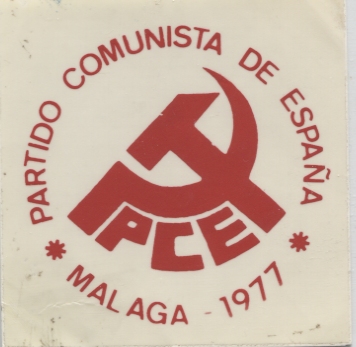 PARTIDO COMUNISTA DE ESPAÑA
PCE
* MALAGA - 1977 *